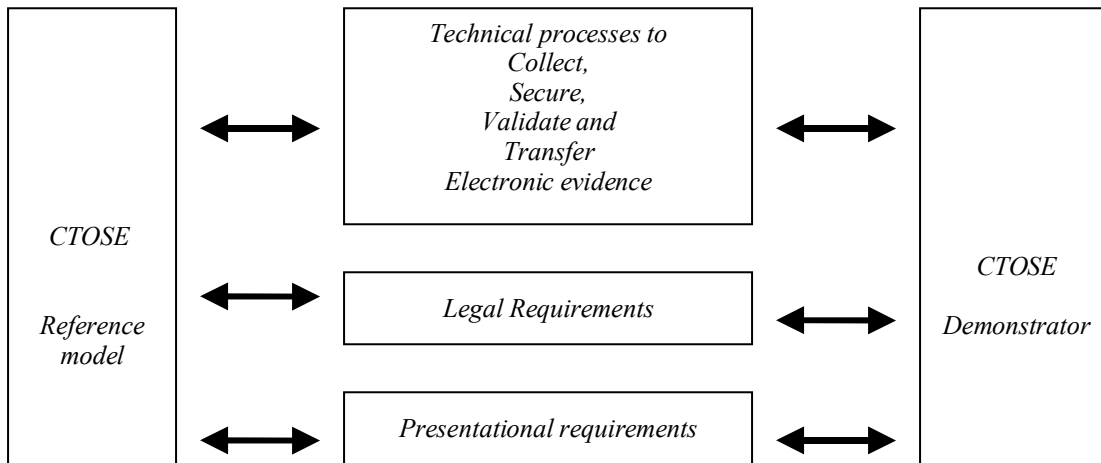 CTOSE
Reference
model
Technical processes to
Collect,
Secure,
Validate and
Transfer
Electronic evidence
Legal Requirements
Presentational requirements
CTOSE
Demonstrator